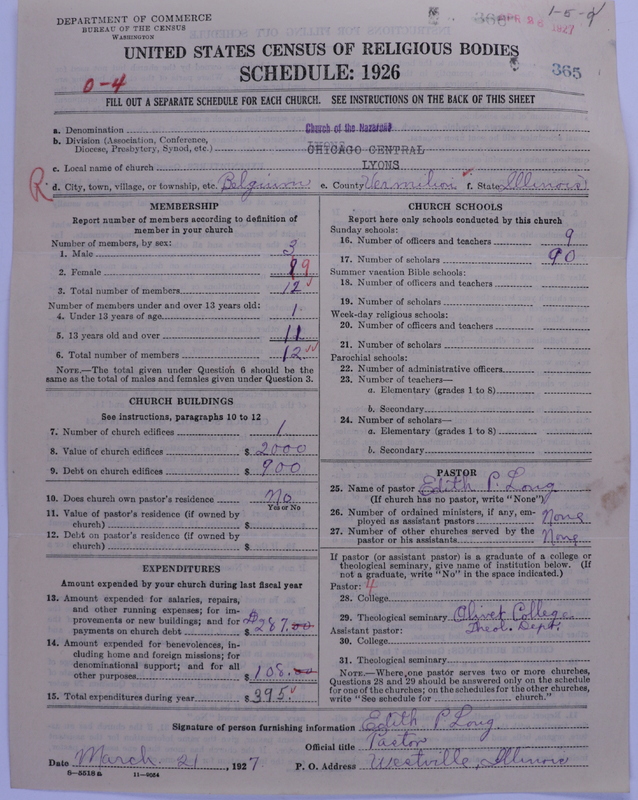 DEPARTMENT OF COMMERCE
BUREAU OF THE CENSUS
WASHINGTON
366 APR 28 1927
1-5-9
365
UNITED STATES CENSUS OF RELIGIOUS BODIES
SCHEDULE: 1926
0-4
FILL OUT A SEPARATE SCHEDULE FOR EACH CHURCH. SEE INSTRUCTIONS ON THE BACK OF THIS SHEET
a. Denomination Church of the Nazarene
b. Division (Association, Conference,
Diocese, Presbytery, Synod, etc.) CHICAGO CENTRAL
c. Local name of church LYONS
R d. City, town, village, or township, etc. Belgium e. County Vermilion f. State Illinois
MEMBERSHIP
Report number of members according to definition of
member in your church
Number of members, by sex:
1. Male 3
2. Female 9 9
3. Total number of members 12
Number of members under and over 13 years old:
4. Under 13 years of age 1
5. 13 years old and over 11
6. Total number of members 12
NOTE.—The total given under Question 6 should be
same as the total of males and females given under Question 3.
CHURCH BUILDINGS
See instructions, paragraphs 10 to 12
7. Number of church edifices 1
8. Value of church edifices $ 2000
9. Debt on church edifices $ 900
10. Does church own pastor's residence No
Yes or No
11. Value of pastor's residence (if owned by
church) $
12. Debt on pastor's residence (if owned by
church) $
EXPENDITURES
Amount expended by your church during last fiscal year
13. Amount expended for salaries, repairs,
and other running expenses; for im-
provements or new buildings; and for
payments on church debt $ 287.00
14. Amount expended for benevolences, in-
cluding home and foreign missions; for
denominational support; and for all
other purposes $ 108.00
15. Total expenditures during year $ 395
CHURCH SCHOOLS
Report here only schools conducted by this church
Sunday schools:
16. Number of officers and teachers 9
17. Number of scholars 90
Summer vacation Bible schools:
18. Number of officers and teachers
19. Number of scholars
Week-day religious schools:
20. Number of officers and teachers
21. Number of scholars
Parochial schools:
22. Number of administrative officers
23. Number of teachers—
a. Elementary (grades 1 to 8)
b. Secondary
24. Number of scholars—
a. Elementary (grades 1 to 8)
b. Secondary
PASTOR
25. Name of pastor Edith P. Long
(If church has no pastor, write "None")
26. Number of ordained ministers, if any, em-
ployed as assistant pastors None
27. Number of other churches served by the
pastor or his assistants None
If pastor (or assistant pastor) is a graduate of a college or
theological seminary, give name of institution below. (If
not a graduate, write "No" in the space indicated.)
Pastor: 4
28. College
29. Theological seminary Olivet College
Theol. Dept.
Assistant pastor:
30. College
31. Theological seminary
NOTE.—Where one pastor serves two or more churches,
Questions 28 and 29 should be answered only on the schedule
for one of the churches; on the schedules for the other churches,
write "See schedule for church."
Signature of person furnishing information Edith P Long
Official title Pastor
Date March 21, 1927. P. O. Address Westville, Illinois
8—5518 a 11—9054